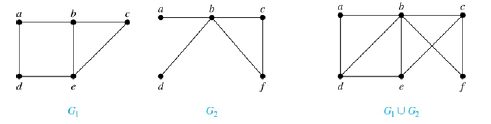 a b c a b c a b c
d e d f d e f
G₁ G₂ G₁ ∪ G₂